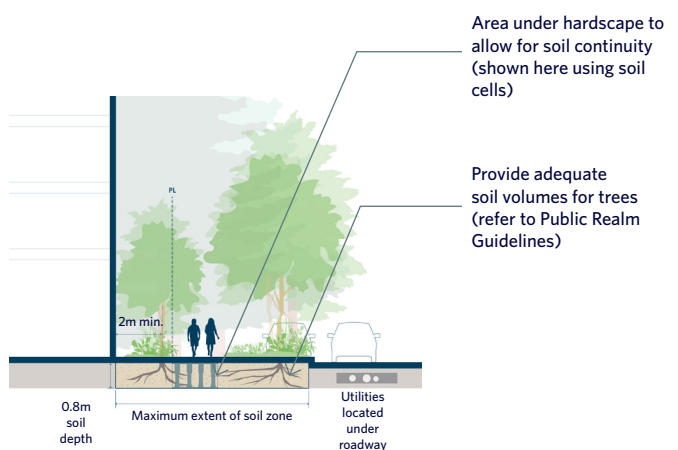 Area under hardscape to
allow for soil continuity
(shown here using soil
cells)
Provide adequate
soil volumes for trees
(refer to Public Realm
Guidelines)
PL
2m min.
0.8m
soil
depth
Maximum extent of soil zone
Utilities
located
under
roadway